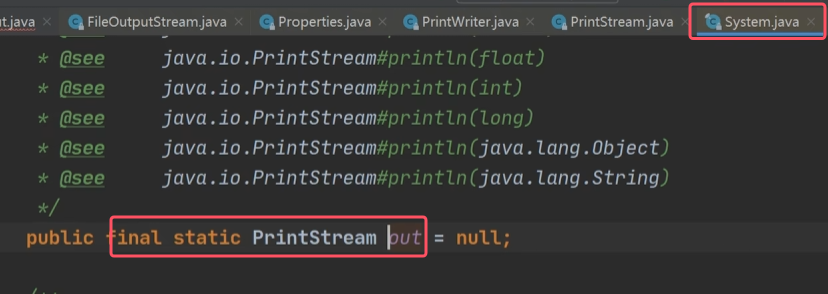 ut.java FileOutputStream.java Properties.java PrintWriter.java PrintStream.java System.java
* @see java.io.PrintStream#println(float)
* @see java.io.PrintStream#println(int)
* @see java.io.PrintStream#println(long)
* @see java.io.PrintStream#println(java.lang.Object)
* @see java.io.PrintStream#println(java.lang.String)
*/
public final static PrintStream out = null;